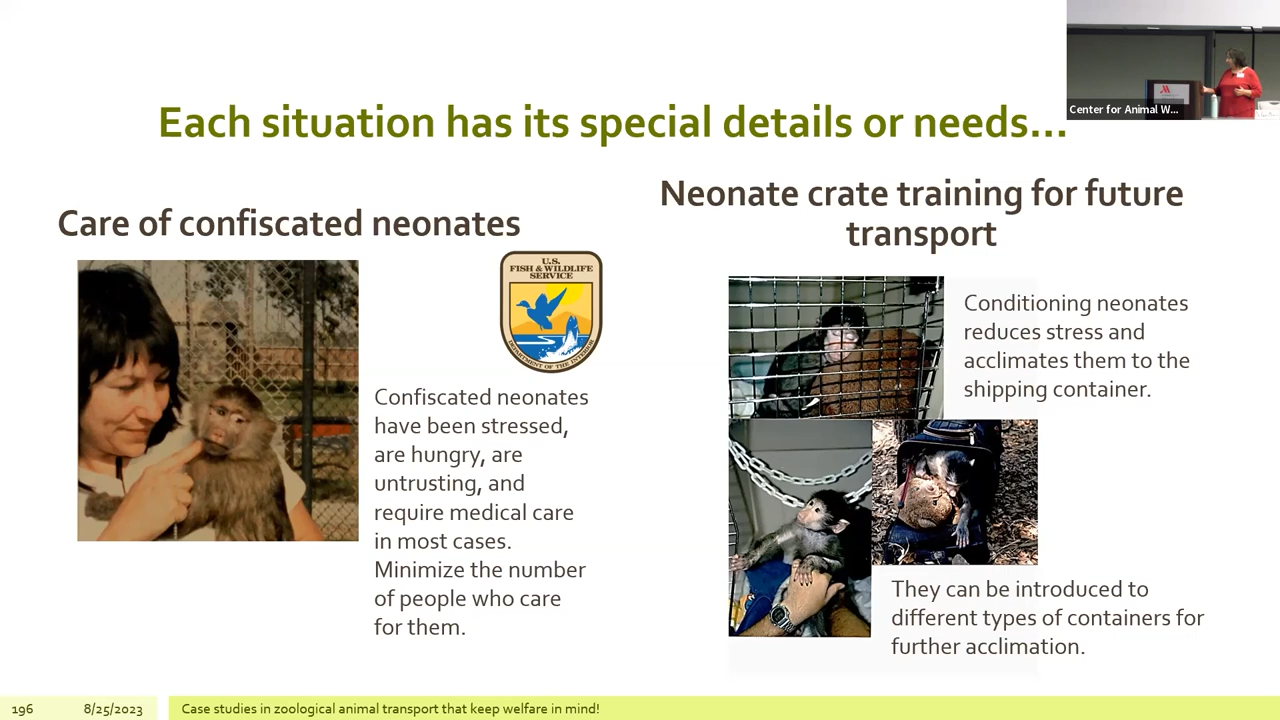 Each situation has its special details or needs...
Center for Animal W...
Care of confiscated neonates
U.S.
FISH & WILDLIFE
SERVICE
DEPARTMENT OF THE INTERIOR
Confiscated neonates
have been stressed,
are hungry, are
untrusting, and
require medical care
in most cases.
Minimize the number
of people who care
for them.
Neonate crate training for future
transport
Conditioning neonates
reduces stress and
acclimates them to the
shipping container.
They can be introduced to
different types of containers for
further acclimation.
196
8/25/2023
Case studies in zoological animal transport that keep welfare in mind!